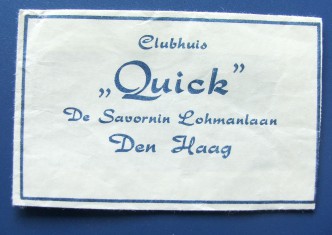 Clubhuis
„Quick”
De Savornin Lohmanlaan
Den Haag